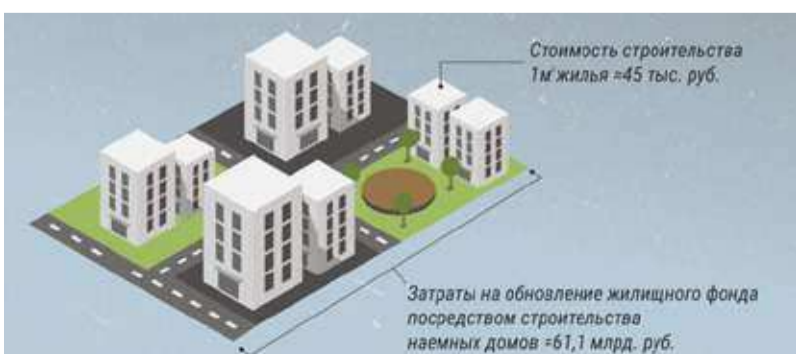 Стоимость строительства
1м² жилья ≈45 тыс. руб.
Затраты на обновление жилищного фонда
посредством строительства
наемных домов ≈61,1 млрд. руб.